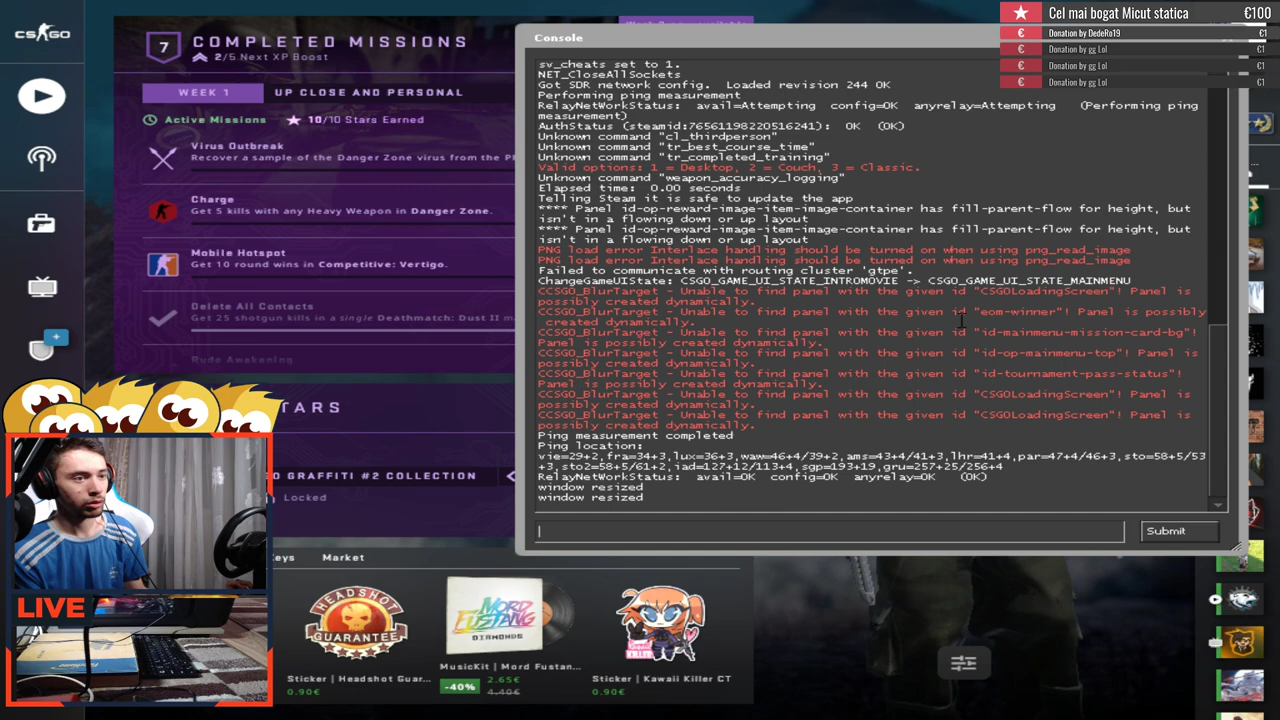 CS:GO
7
COMPLETED MISSIONS
2/5 Next XP Boost
WEEK 1
UP CLOSE AND PERSONAL
Active Missions
10/10 Stars Earned
Virus Outbreak
Recover a sample of the Danger Zone virus from the
Charge
Get 5 kills with any Heavy Weapon in Danger Zone.
Mobile Hotspot
Get 10 round wins in Competitive: Vertigo.
Delete All Contacts
Get 25 shotgun kills in a single Deathmatch: Dust II
Rude Awakening
TARS
GRAFFITI #2 COLLECTION
Locked
Console
sv_cheats set to 1.
NET_CloseAllSockets
Got SDR network config.  Loaded revision 244 OK
Performing ping measurement
RelayNetWorkStatus:  avail=Attempting  config=OK  anyrelay=Attempting   (Performing ping
measurement)
AuthStatus (steamid:76561198220516241):  OK  (OK)
Unknown command "cl_thirdperson"
Unknown command "tr_best_course_time"
Unknown command "tr_completed_training"
Valid options: 1 = Desktop, 2 = Couch, 3 = Classic.
Unknown command "weapon_accuracy_logging"
Elapsed time:  0.00 seconds
Telling Steam it is safe to update the app
**** Panel id-op-reward-image-item-image-container has fill-parent-flow for height, but
isn't in a flowing down or up layout
**** Panel id-op-reward-image-item-image-container has fill-parent-flow for height, but
isn't in a flowing down or up layout
PNG load error Interlace handling should be turned on when using png_read_image
PNG load error Interlace handling should be turned on when using png_read_image
Failed to communicate with routing cluster 'gtpe'.
ChangeGameUIState: CSGO_GAME_UI_STATE_INTROMOVIE -> CSGO_GAME_UI_STATE_MAINMENU
CCSGO_BlurTarget - Unable to find panel with the given id "CSGOLoadingScreen"! Panel is
possibly created dynamically.
CCSGO_BlurTarget - Unable to find panel with the given id "eom-winner"! Panel is possibly
created dynamically.
CCSGO_BlurTarget - Unable to find panel with the given id "id-mainmenu-mission-card-bg"!
Panel is possibly created dynamically.
CCSGO_BlurTarget - Unable to find panel with the given id "id-op-mainmenu-top"! Panel is
possibly created dynamically.
CCSGO_BlurTarget - Unable to find panel with the given id "id-tournament-pass-status"!
Panel is possibly created dynamically.
CCSGO_BlurTarget - Unable to find panel with the given id "CSGOLoadingScreen"! Panel is
possibly created dynamically.
CCSGO_BlurTarget - Unable to find panel with the given id "CSGOLoadingScreen"! Panel is
possibly created dynamically.
Ping measurement completed
Ping location:
vie=29+2,fra=34+3,lux=36+3,waw=46+4/39+2,ams=43+4/41+3,lhr=41+4,par=47+4/46+3,sto=58+5/53
+3,sto2=58+5/61+2,iad=127+12/113+4,sgp=193+19,gru=257+25/256+4
RelayNetWorkStatus:  avail=OK  config=OK  anyrelay=OK   (OK)
window resized
window resized
Submit
Cel mai bogat Micut statica €100
€ Donation by DedeRo19 €1
€ Donation by gg Lol €1
€ Donation by gg Lol €1
€ Donation by gg Lol €1
LIVE
Keys Market
HEADSHOT
GUARANTEE
MORD
FUSTANG
DIAMONDS
Sticker | Headshot Guar...
0.90€
MusicKit | Mord Fustan...
-40%
2.65€
4.40€
Sticker | Kawaii Killer CT
0.90€